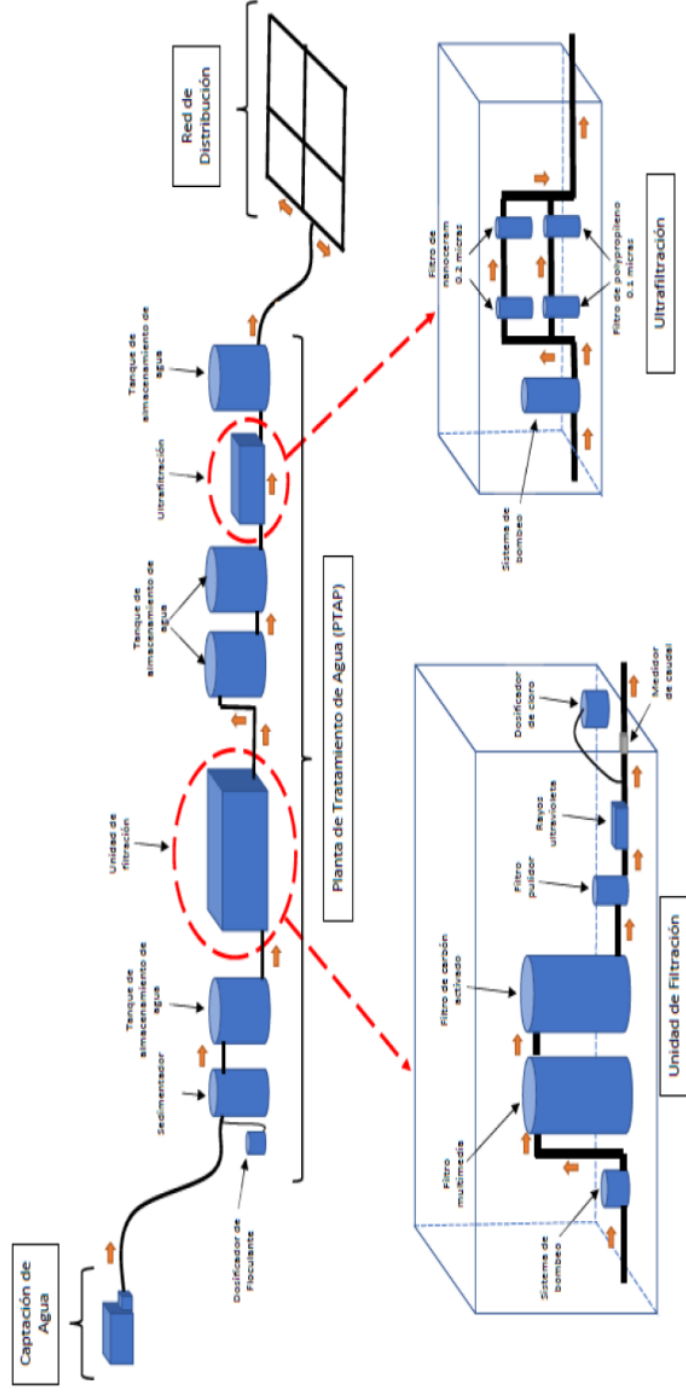 Captación de
Agua
Dosificador de
Floculante
Sedimentador
Tanque de
almacenamiento de
agua
Unidad de
filtración
Tanque de
almacenamiento de
agua
Ultrafiltración
Tanque de
almacenamiento de
agua
Red de
Distribución
Planta de Tratamiento de Agua (PTAP)
Sistema de
bombeo
Filtro
multimedia
Filtro de carbón
activado
Filtro
pulidor
Rayos
ultravioleta
Dosificador
de cloro
Medidor
de caudal
Unidad de Filtración
Sistema de
bombeo
Filtro de
nanoceram
0.2 micras
Filtro de polypropileno
0.1 micras
Ultrafiltración